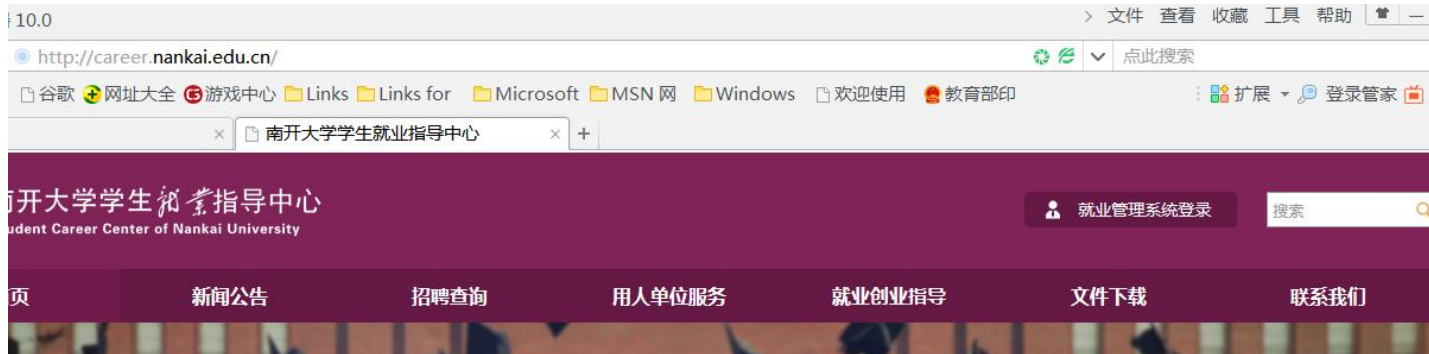 10.0 > 文件 查看 收藏 工具 帮助
http://career.nankai.edu.cn/ 点此搜索
谷歌 网址大全 游戏中心 Links Links for Microsoft MSN 网 Windows 欢迎使用 教育部印 扩展 登录管家
南开大学学生就业指导中心 × +
开大学学生就业指导中心
udent Career Center of Nankai University
就业管理系统登录 搜索
页 新闻公告 招聘查询 用人单位服务 就业创业指导 文件下载 联系我们